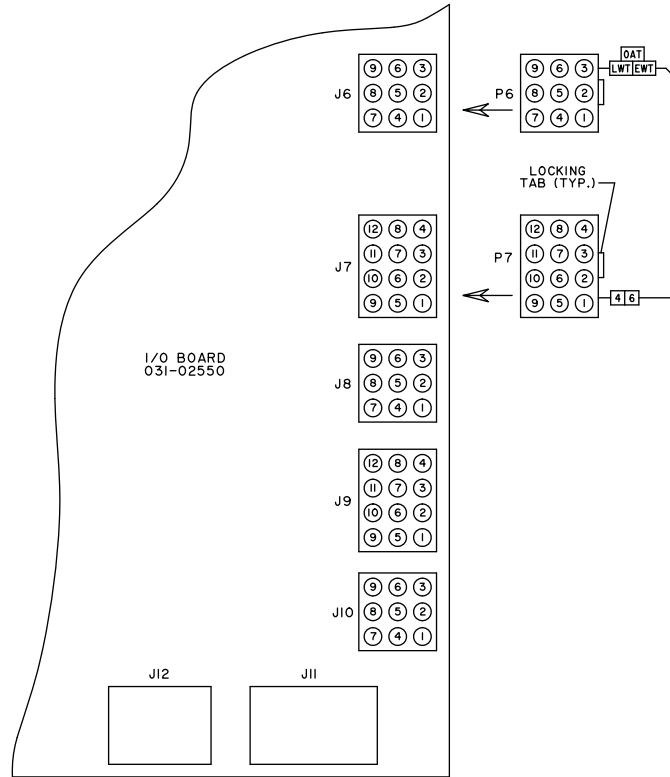 J6
9 6 3
8 5 2
7 4 1
P6
9 6 3
8 5 2
7 4 1
OAT
LWT EWT
LOCKING
TAB (TYP.)
J7
12 8 4
11 7 3
10 6 2
9 5 1
P7
12 8 4
11 7 3
10 6 2
9 5 1
4 6
I/O BOARD
031-02550
J8
9 6 3
8 5 2
7 4 1
J9
12 8 4
11 7 3
10 6 2
9 5 1
J10
9 6 3
8 5 2
7 4 1
J12
J11